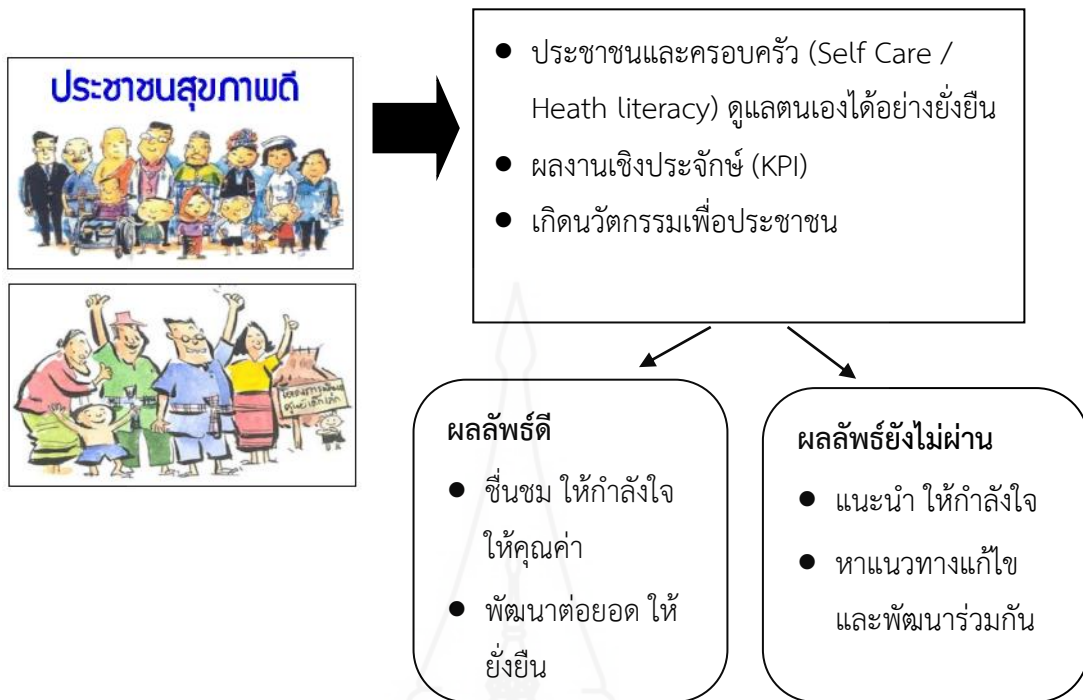 ประชาชนสุขภาพดี
● ประชาชนและครอบครัว (Self Care /
Heath literacy) ดูแลตนเองได้อย่างยั่งยืน
● ผลงานเชิงประจักษ์ (KPI)
● เกิดนวัตกรรมเพื่อประชาชน
ผลลัพธ์ดี
● ชื่นชม ให้กำลังใจ
ให้คุณค่า
● พัฒนาต่อยอด ให้
ยั่งยืน
ผลลัพธ์ยังไม่ผ่าน
● แนะนำ ให้กำลังใจ
● หาแนวทางแก้ไข
และพัฒนาร่วมกัน